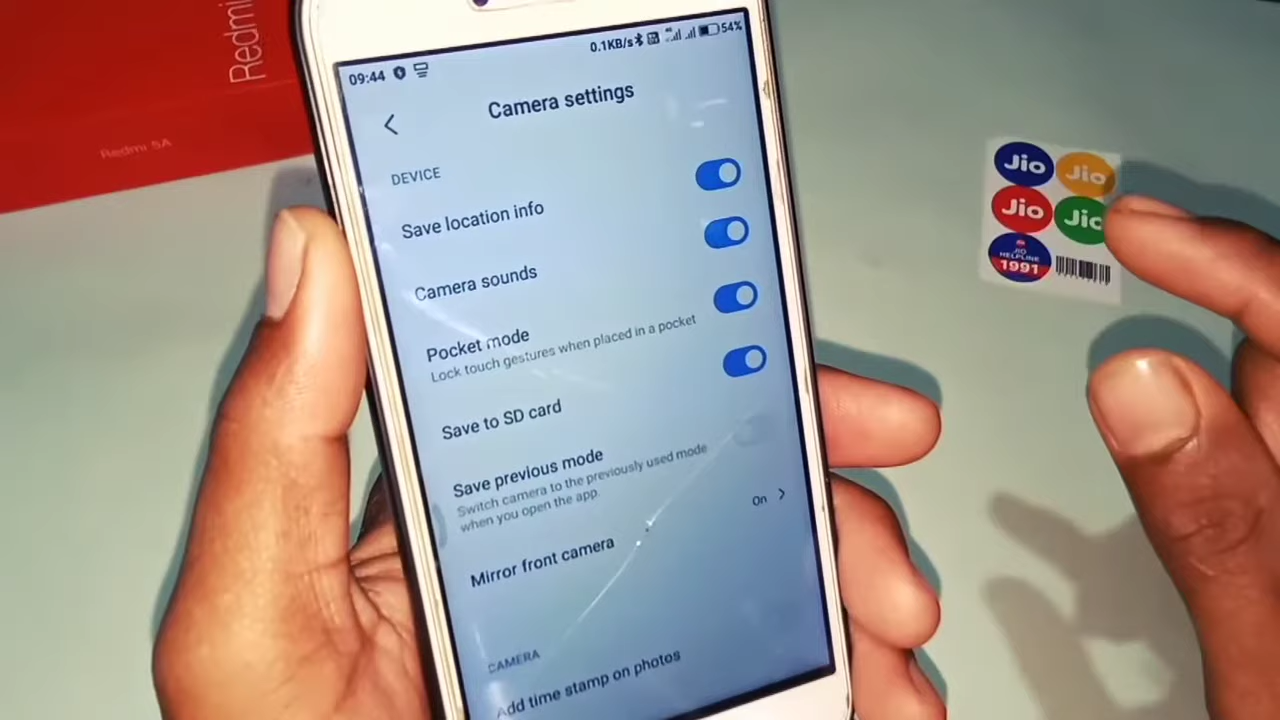 Redmi
Redmi 5A
09:44
0.1KB/s
4G
54%
Camera settings
DEVICE
Save location info
Camera sounds
Pocket mode
Lock touch gestures when placed in a pocket
Save to SD card
Save previous mode
Switch camera to the previously used mode
when you open the app.
Mirror front camera
On
CAMERA
Add time stamp on photos
Jio
Jio
Jio
Jio
JIO
HELPLINE
1991